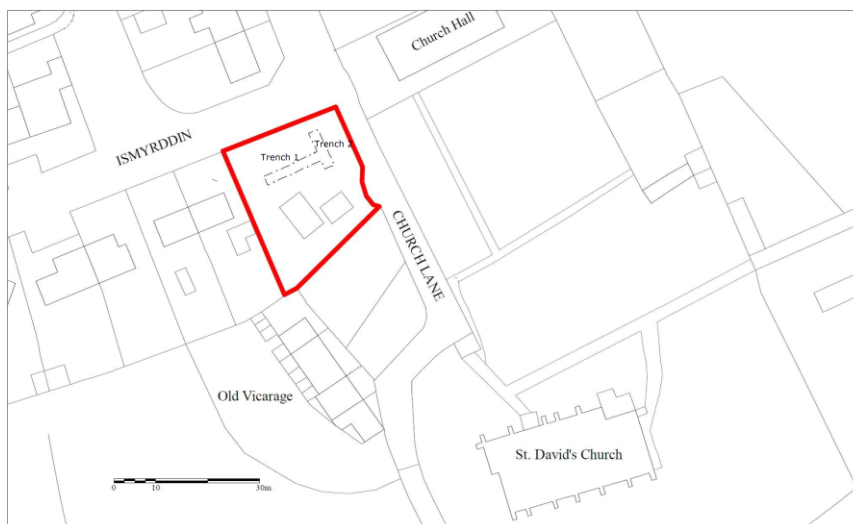 Church Hall
ISMYRDDIN
Trench 1
Trench 2
CHURCH LANE
Old Vicarage
St. David's Church
0 10 30m